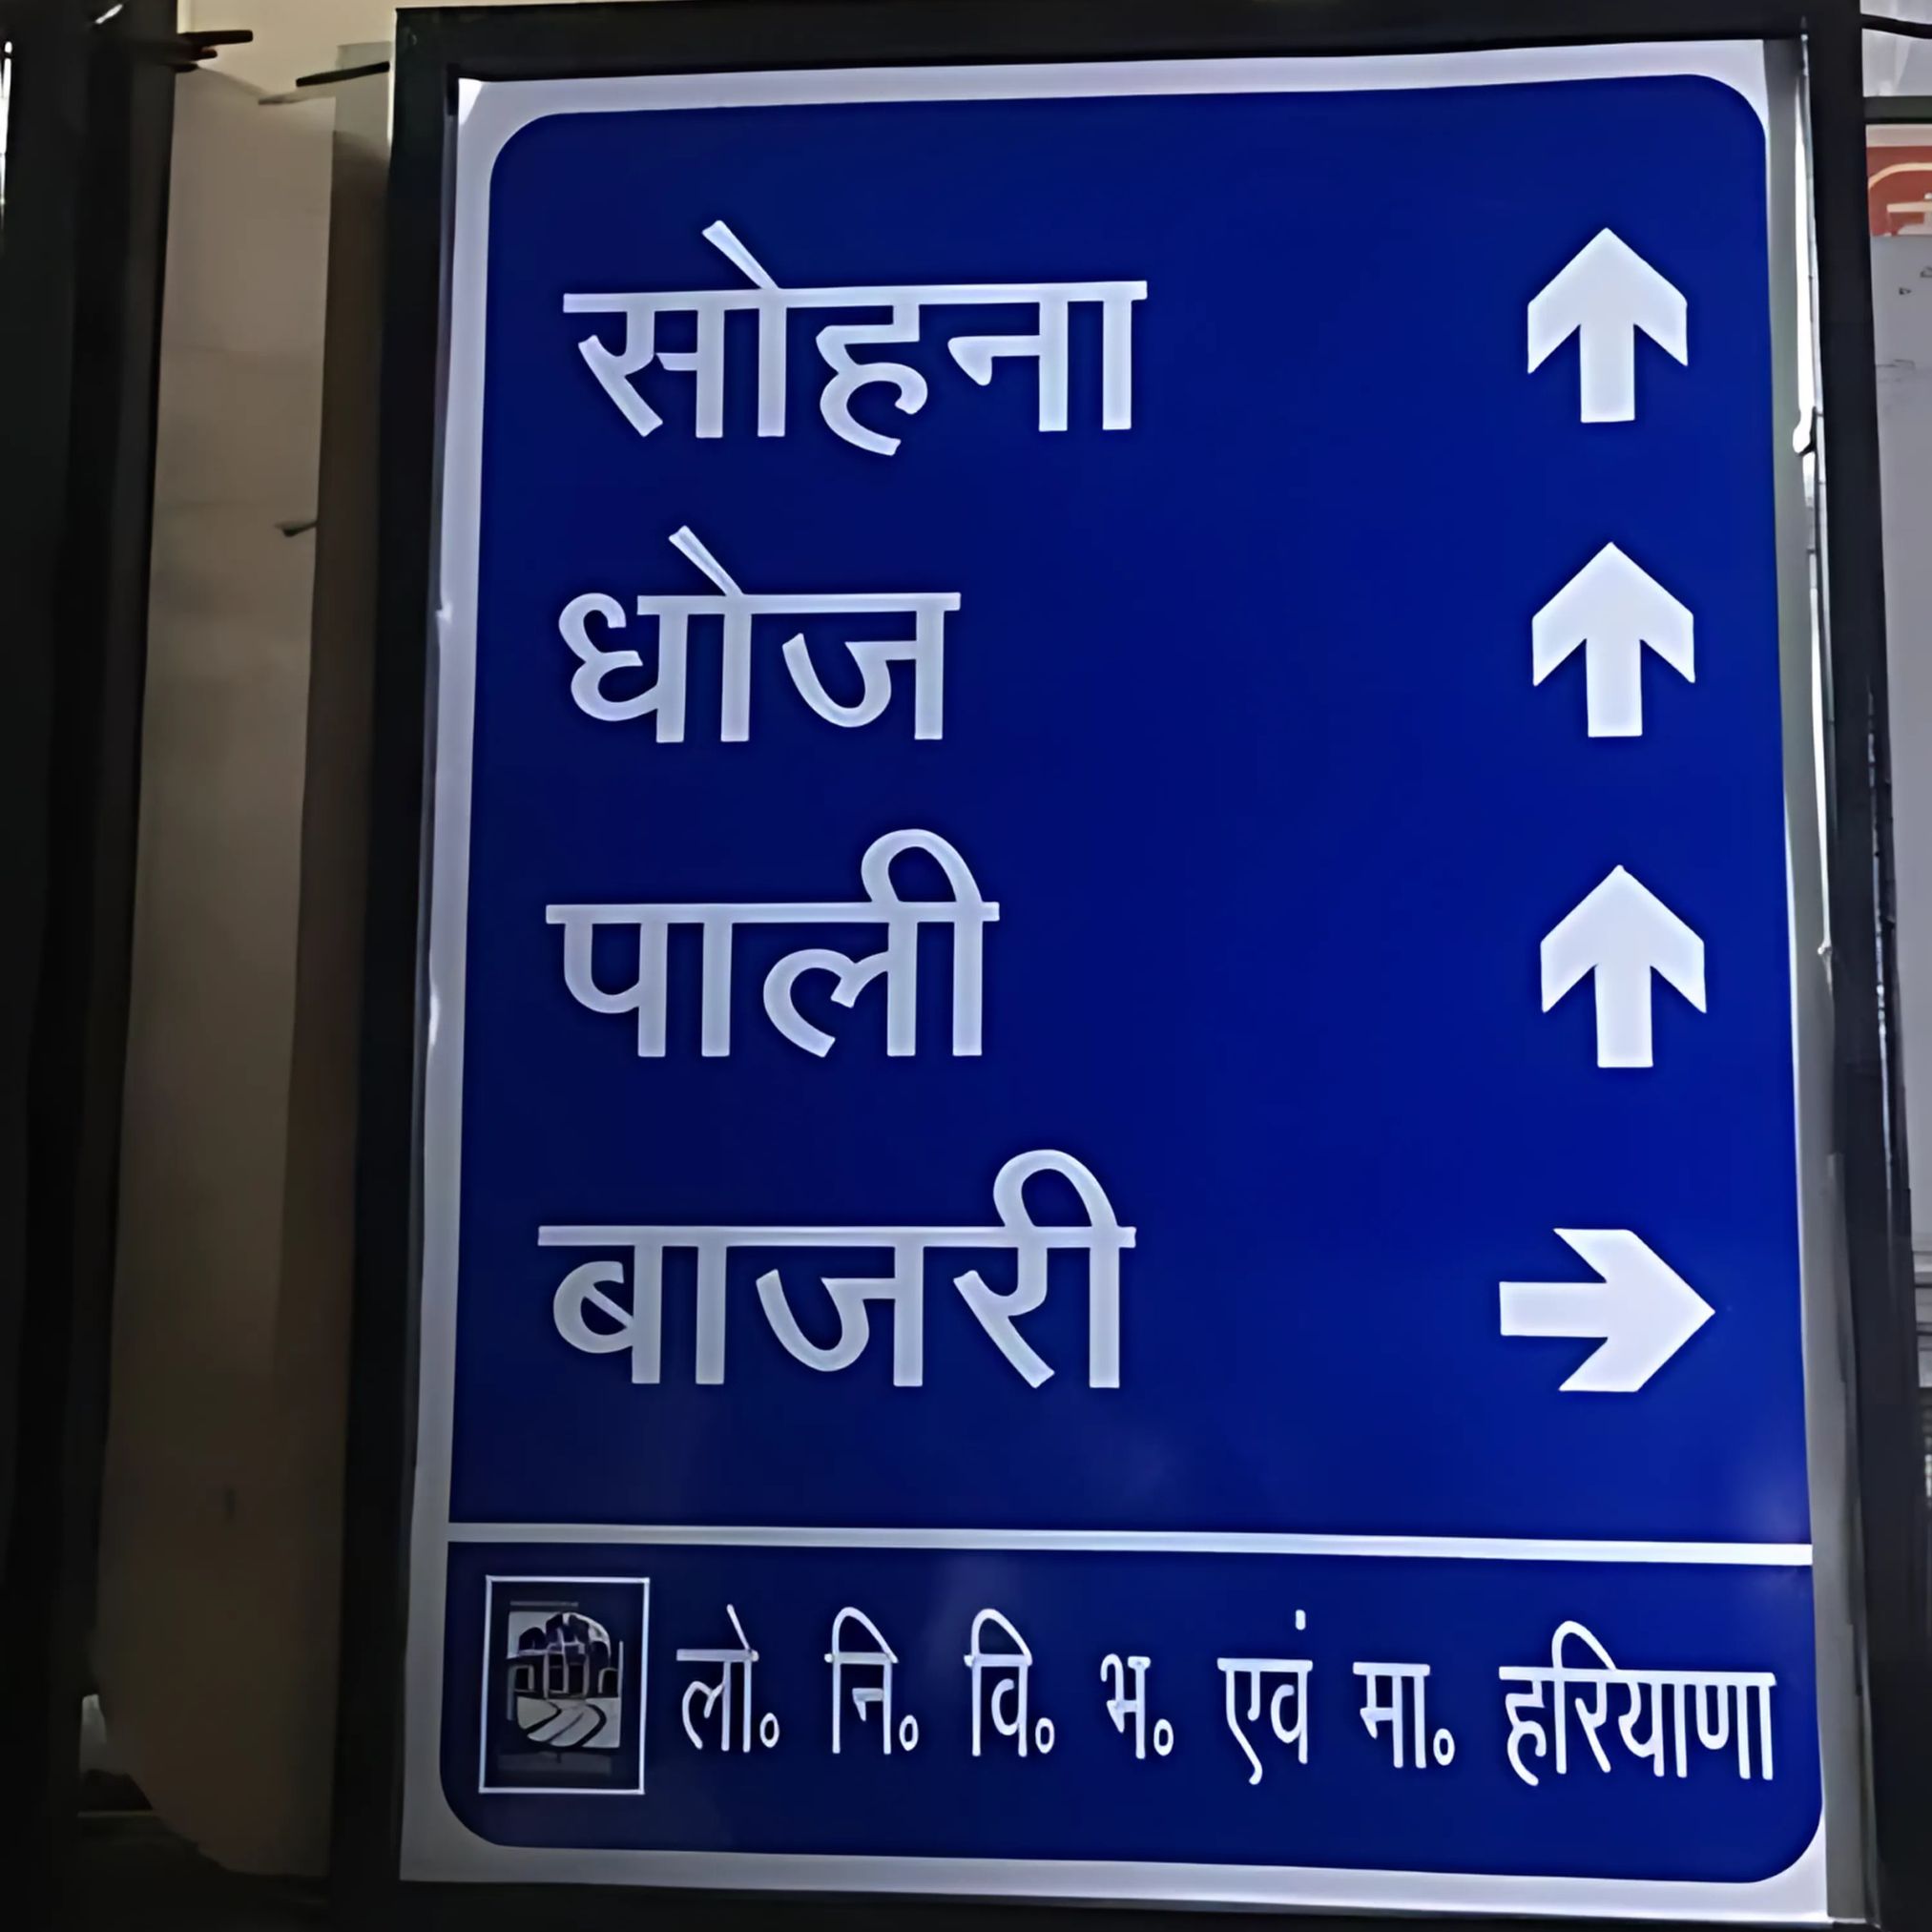 सोहना
धोज
पाली
बाजरी
लो॰ नि॰ वि॰ भ॰ एवं मा॰ हरियाणा